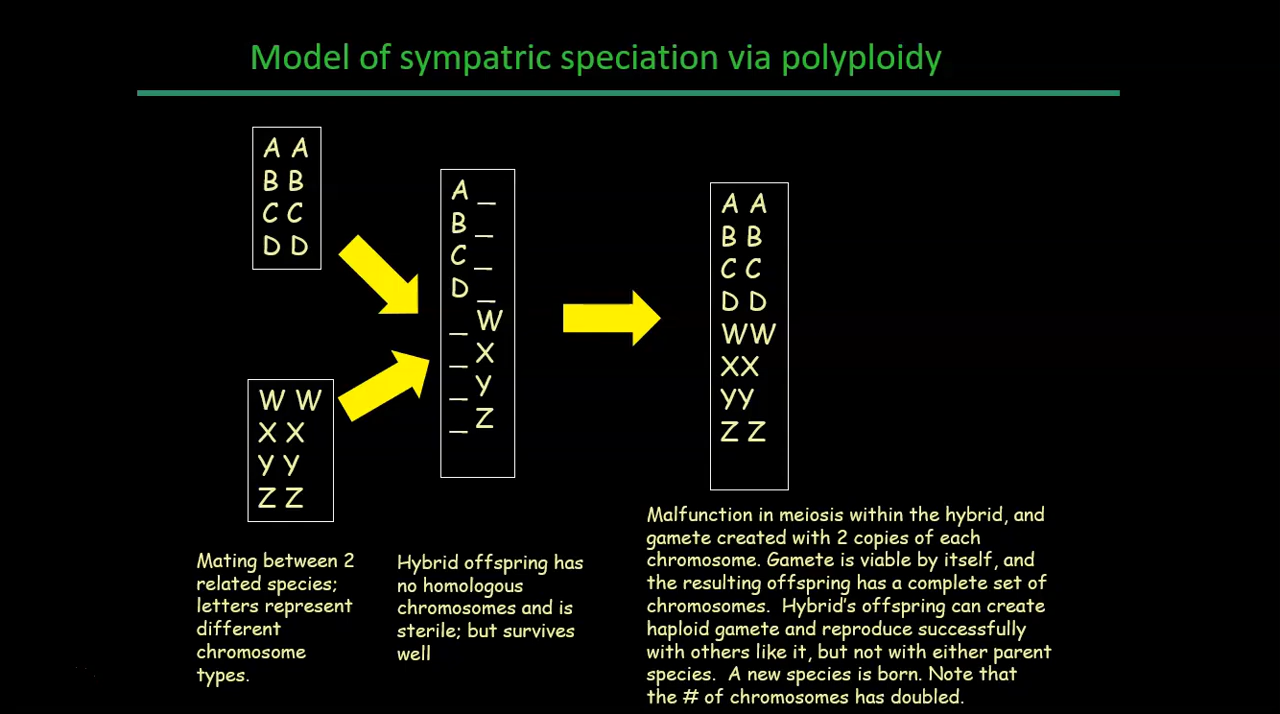 Model of sympatric speciation via polyploidy
A A
B B
C C
D D
W W
X X
Y Y
Z Z
A _
B _
C _
D _
_ W
_ X
_ Y
_ Z
A A
B B
C C
D D
WW
XX
YY
Z Z
Mating between 2
related species;
letters represent
different
chromosome
types.
Hybrid offspring has
no homologous
chromosomes and is
sterile; but survives
well
Malfunction in meiosis within the hybrid, and
gamete created with 2 copies of each
chromosome. Gamete is viable by itself, and
the resulting offspring has a complete set of
chromosomes. Hybrid's offspring can create
haploid gamete and reproduce successfully
with others like it, but not with either parent
species. A new species is born. Note that
the # of chromosomes has doubled.